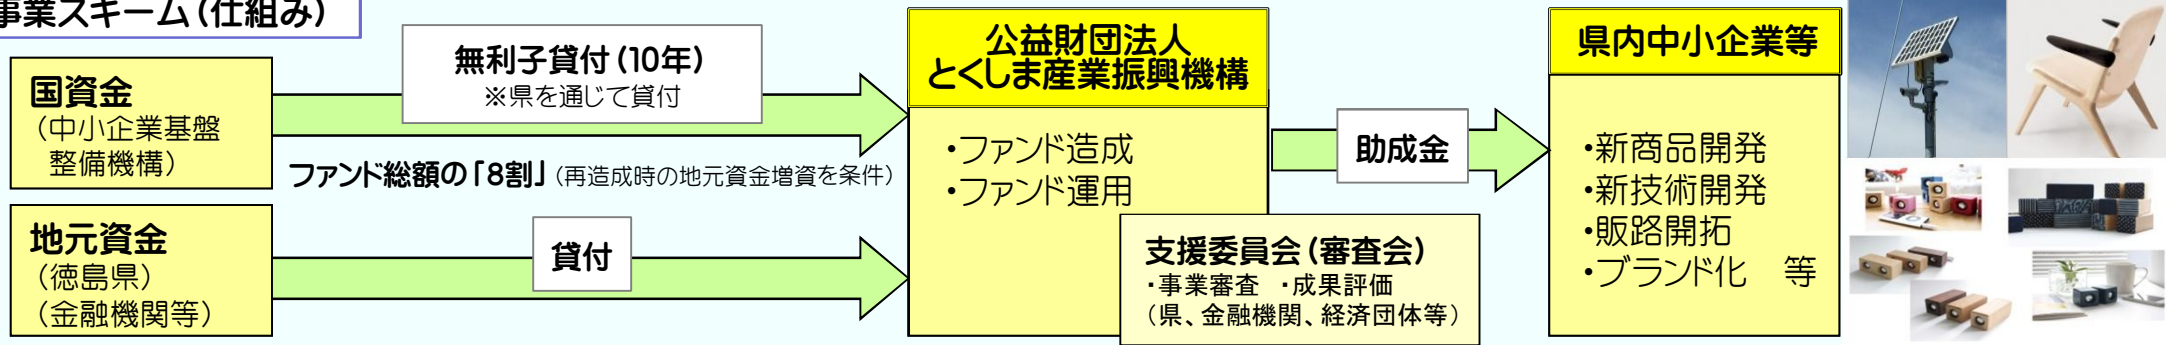 事業スキーム(仕組み)
国資金
(中小企業基盤
整備機構)
無利子貸付(10年)
※県を通じて貸付
ファンド総額の「8割」(再造成時の地元資金増資を条件)
地元資金
(徳島県)
(金融機関等)
貸付
公益財団法人
とくしま産業振興機構
・ファンド造成
・ファンド運用
支援委員会(審査会)
・事業審査 ・成果評価
(県、金融機関、経済団体等)
助成金
県内中小企業等
・新商品開発
・新技術開発
・販路開拓
・ブランド化 等